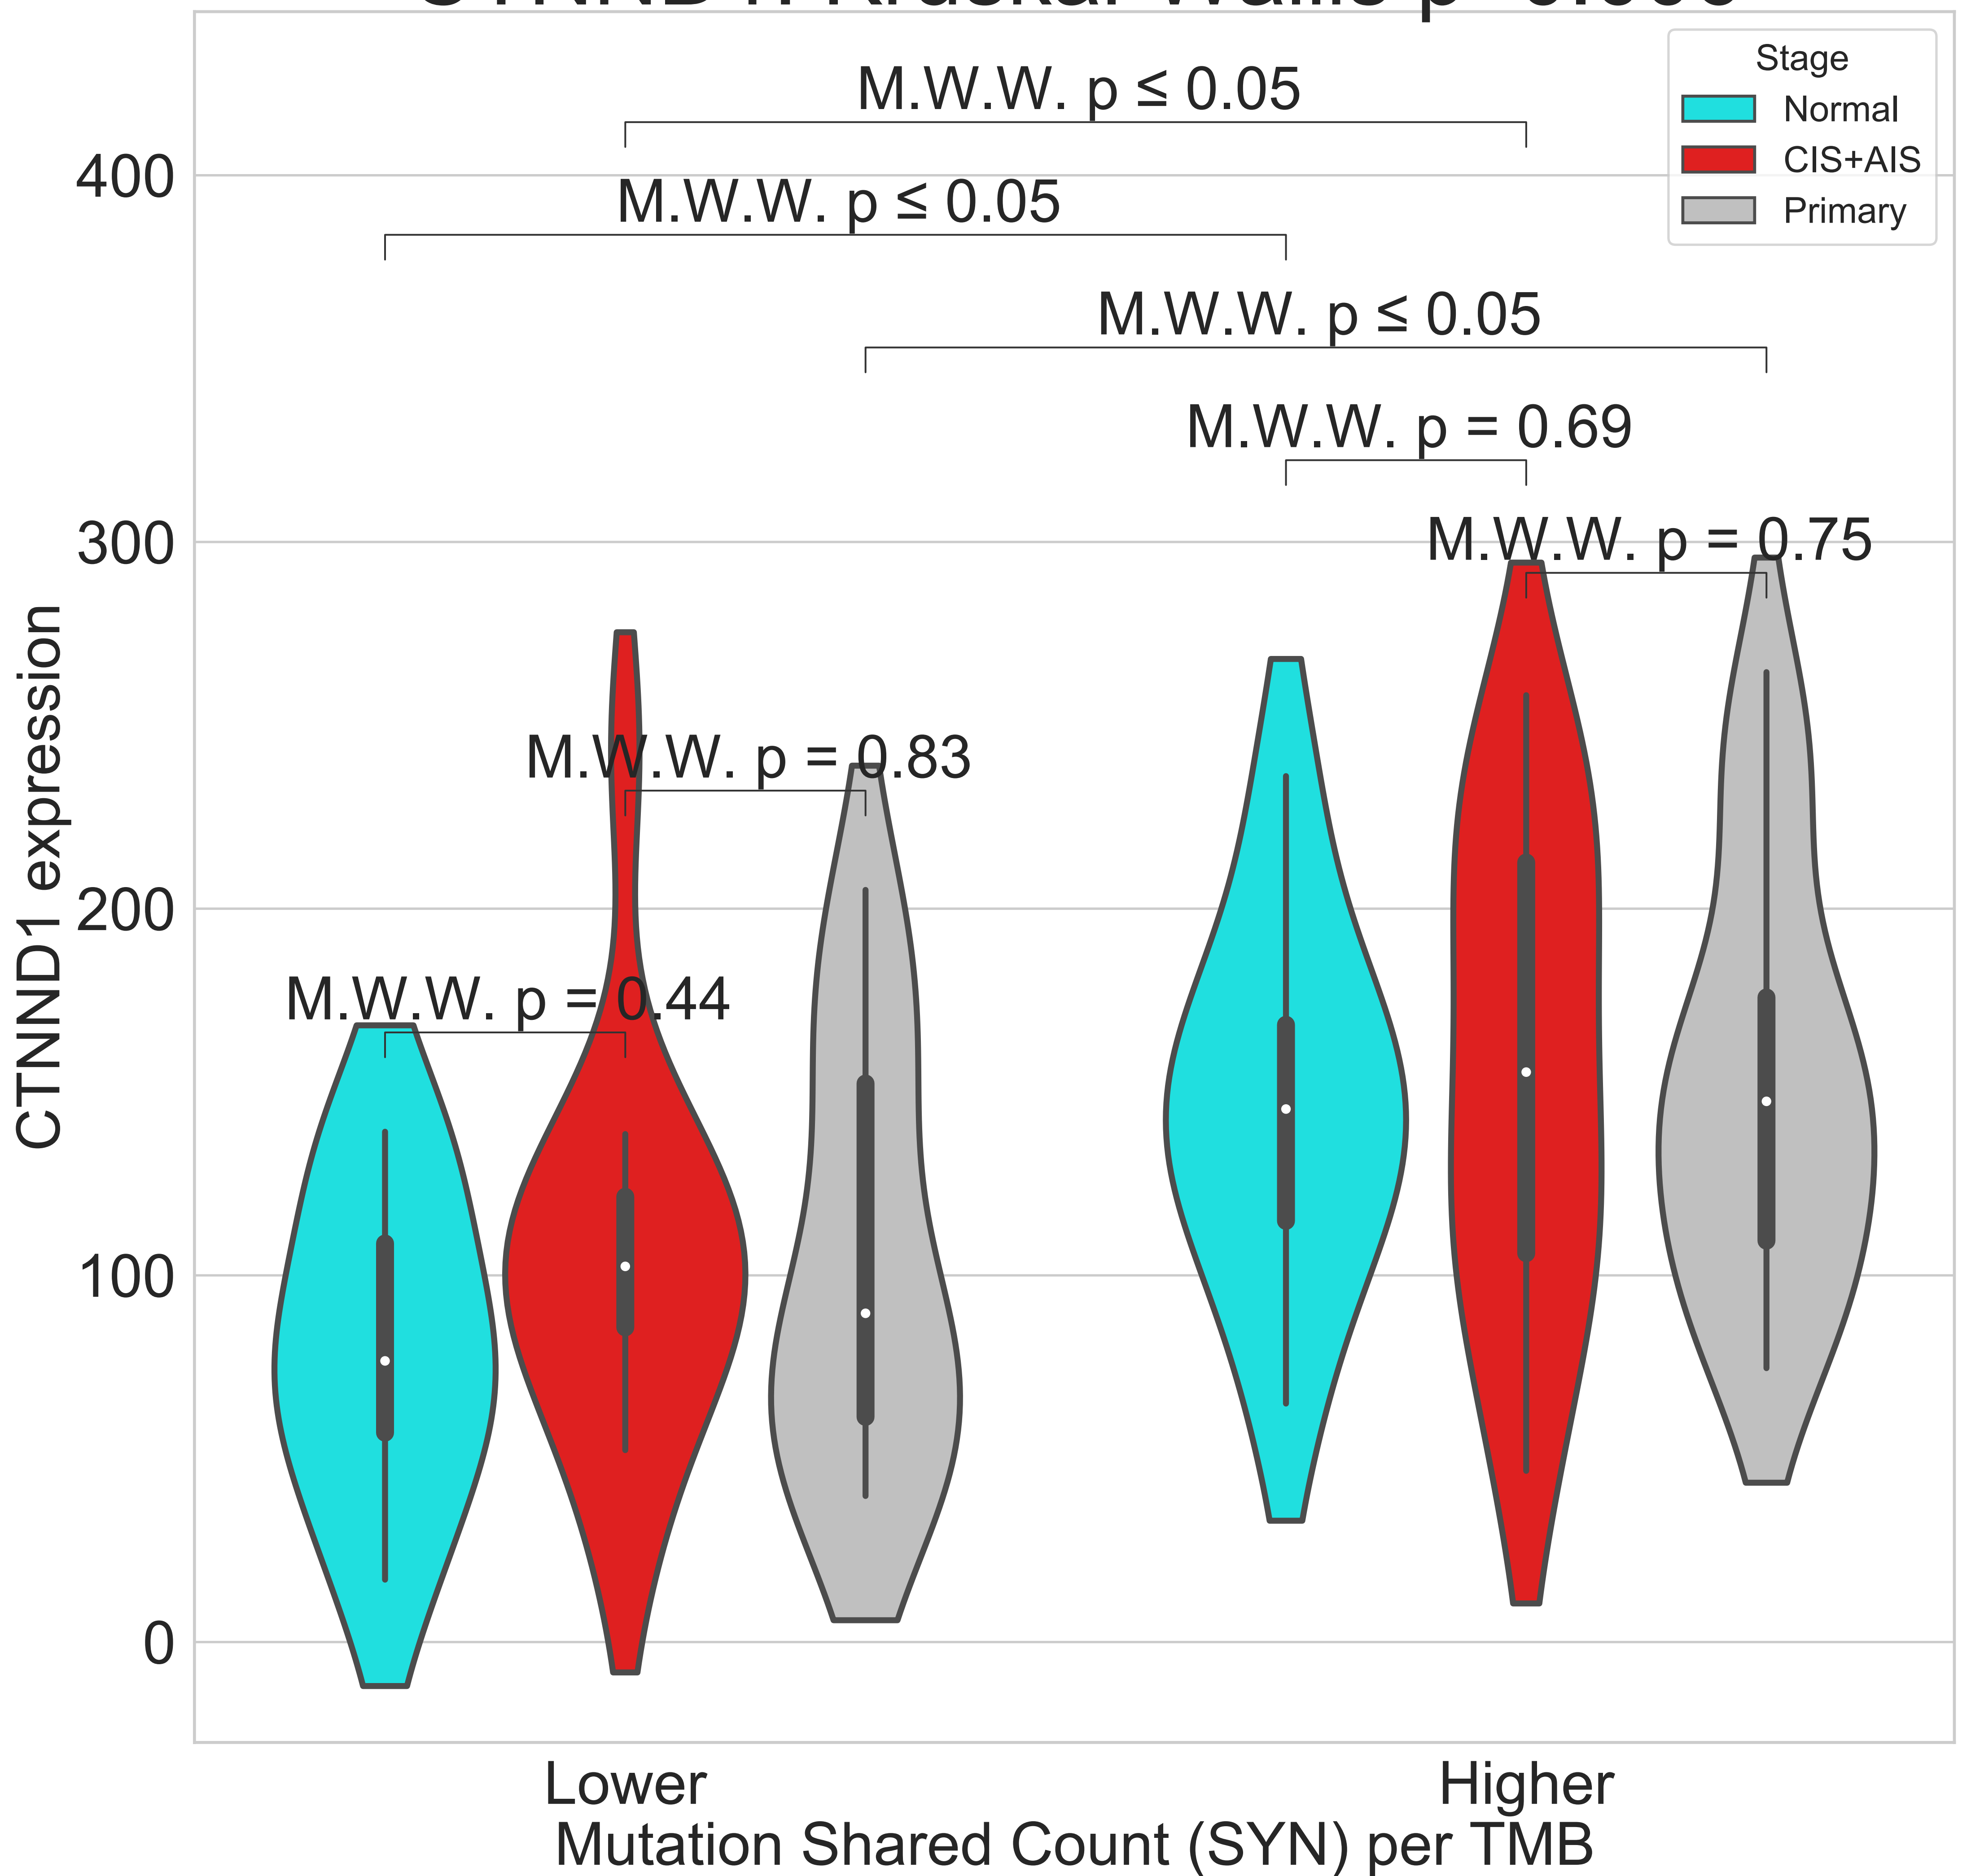 Stage
Normal
CIS+AIS
Primary
M.W.W. p ≤ 0.05
M.W.W. p ≤ 0.05
M.W.W. p ≤ 0.05
M.W.W. p = 0.69
M.W.W. p = 0.75
M.W.W. p = 0.83
M.W.W. p = 0.44
CTNND1 expression
400
300
200
100
0
Lower
Higher
Mutation Shared Count (SYN) per TMB